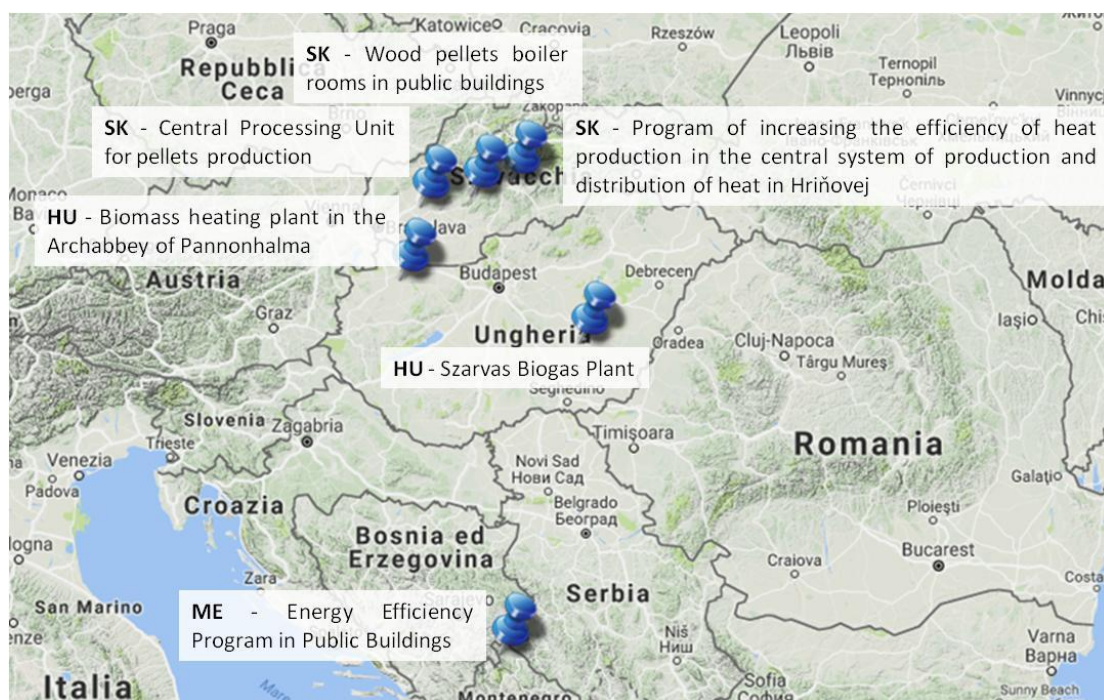 Praga
Katowice
Cracovia
Rzeszów
Leopoli
Львів
SK - Wood pellets boiler
rooms in public buildings
Repubblic
Ceca
Ternopil
Тернопіль
Vinnyc
berga
Zakopane
SK - Central Processing Unit
for pellets production
SK - Program of increasing the efficiency of heat
production in the central system of production and
distribution of heat in Hriňovej
Monaco
HU - Biomass heating plant in the
Archabbey of Pannonhalma
Austria
Budapest
Debrecen
Molda
Graz
Ungheria
Oradea
Cluj-Napoca
Iași
Târgu Mureș
HU - Szarvas Biogas Plant
Seghedino
Slovenia
Zagabria
Trieste
Timișoara
Romania
Venezia
Padova
Novi Sad
Нови Сад
Galați
Croazia
Belgrado
Београд
Ploiești
ologna
Bosnia ed
Erzegovina
Craiova
Bucarest
Costa
Zara
San Marino
Serbia
ME - Energy Efficiency
Program in Public Buildings
Niš
Ниш
Varna
Варна
Italia
Montenegro
Sofia
София
Sunny Beach